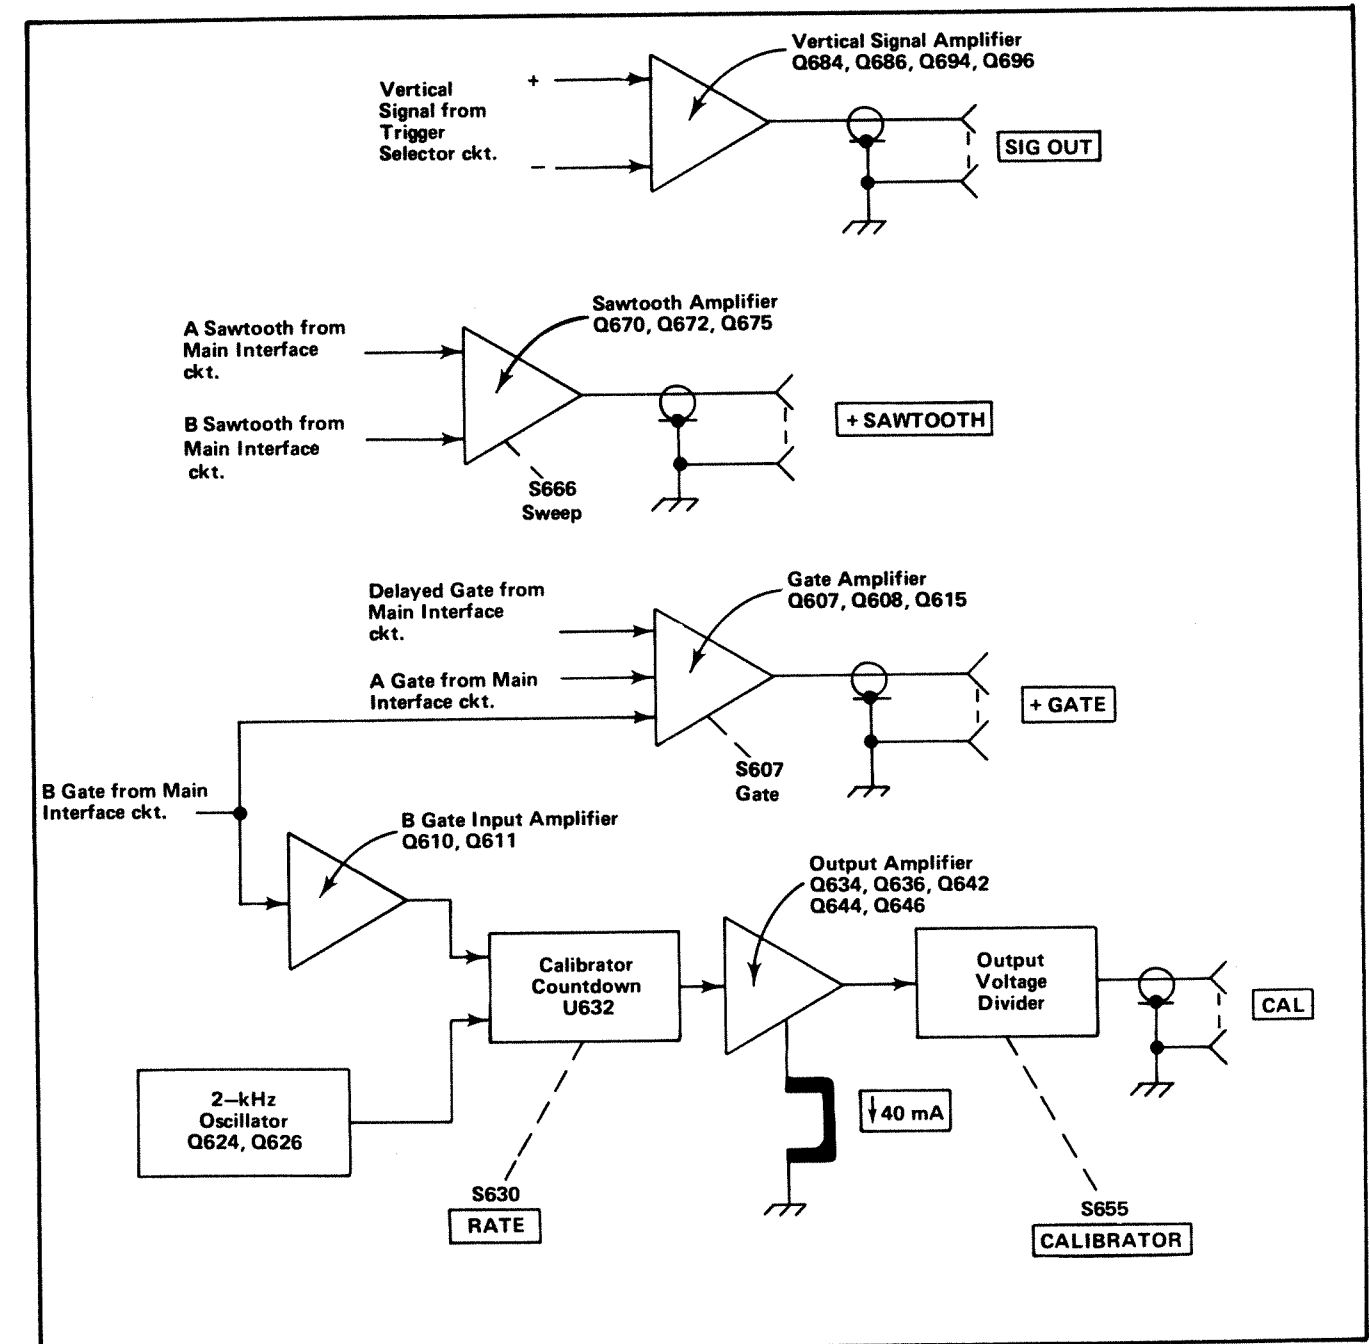 Vertical Signal Amplifier
Q684, Q686, Q694, Q696
Vertical
Signal from
Trigger
Selector ckt.
+
−
SIG OUT
Sawtooth Amplifier
Q670, Q672, Q675
A Sawtooth from
Main Interface
ckt.
B Sawtooth from
Main Interface
ckt.
+ SAWTOOTH
S666
Sweep
Delayed Gate from
Main Interface
ckt.
Gate Amplifier
Q607, Q608, Q615
A Gate from Main
Interface ckt.
+ GATE
S607
Gate
B Gate from Main
Interface ckt.
B Gate Input Amplifier
Q610, Q611
Output Amplifier
Q634, Q636, Q642
Q644, Q646
Calibrator
Countdown
U632
Output
Voltage
Divider
CAL
2–kHz
Oscillator
Q624, Q626
↓40 mA
S630
RATE
S655
CALIBRATOR